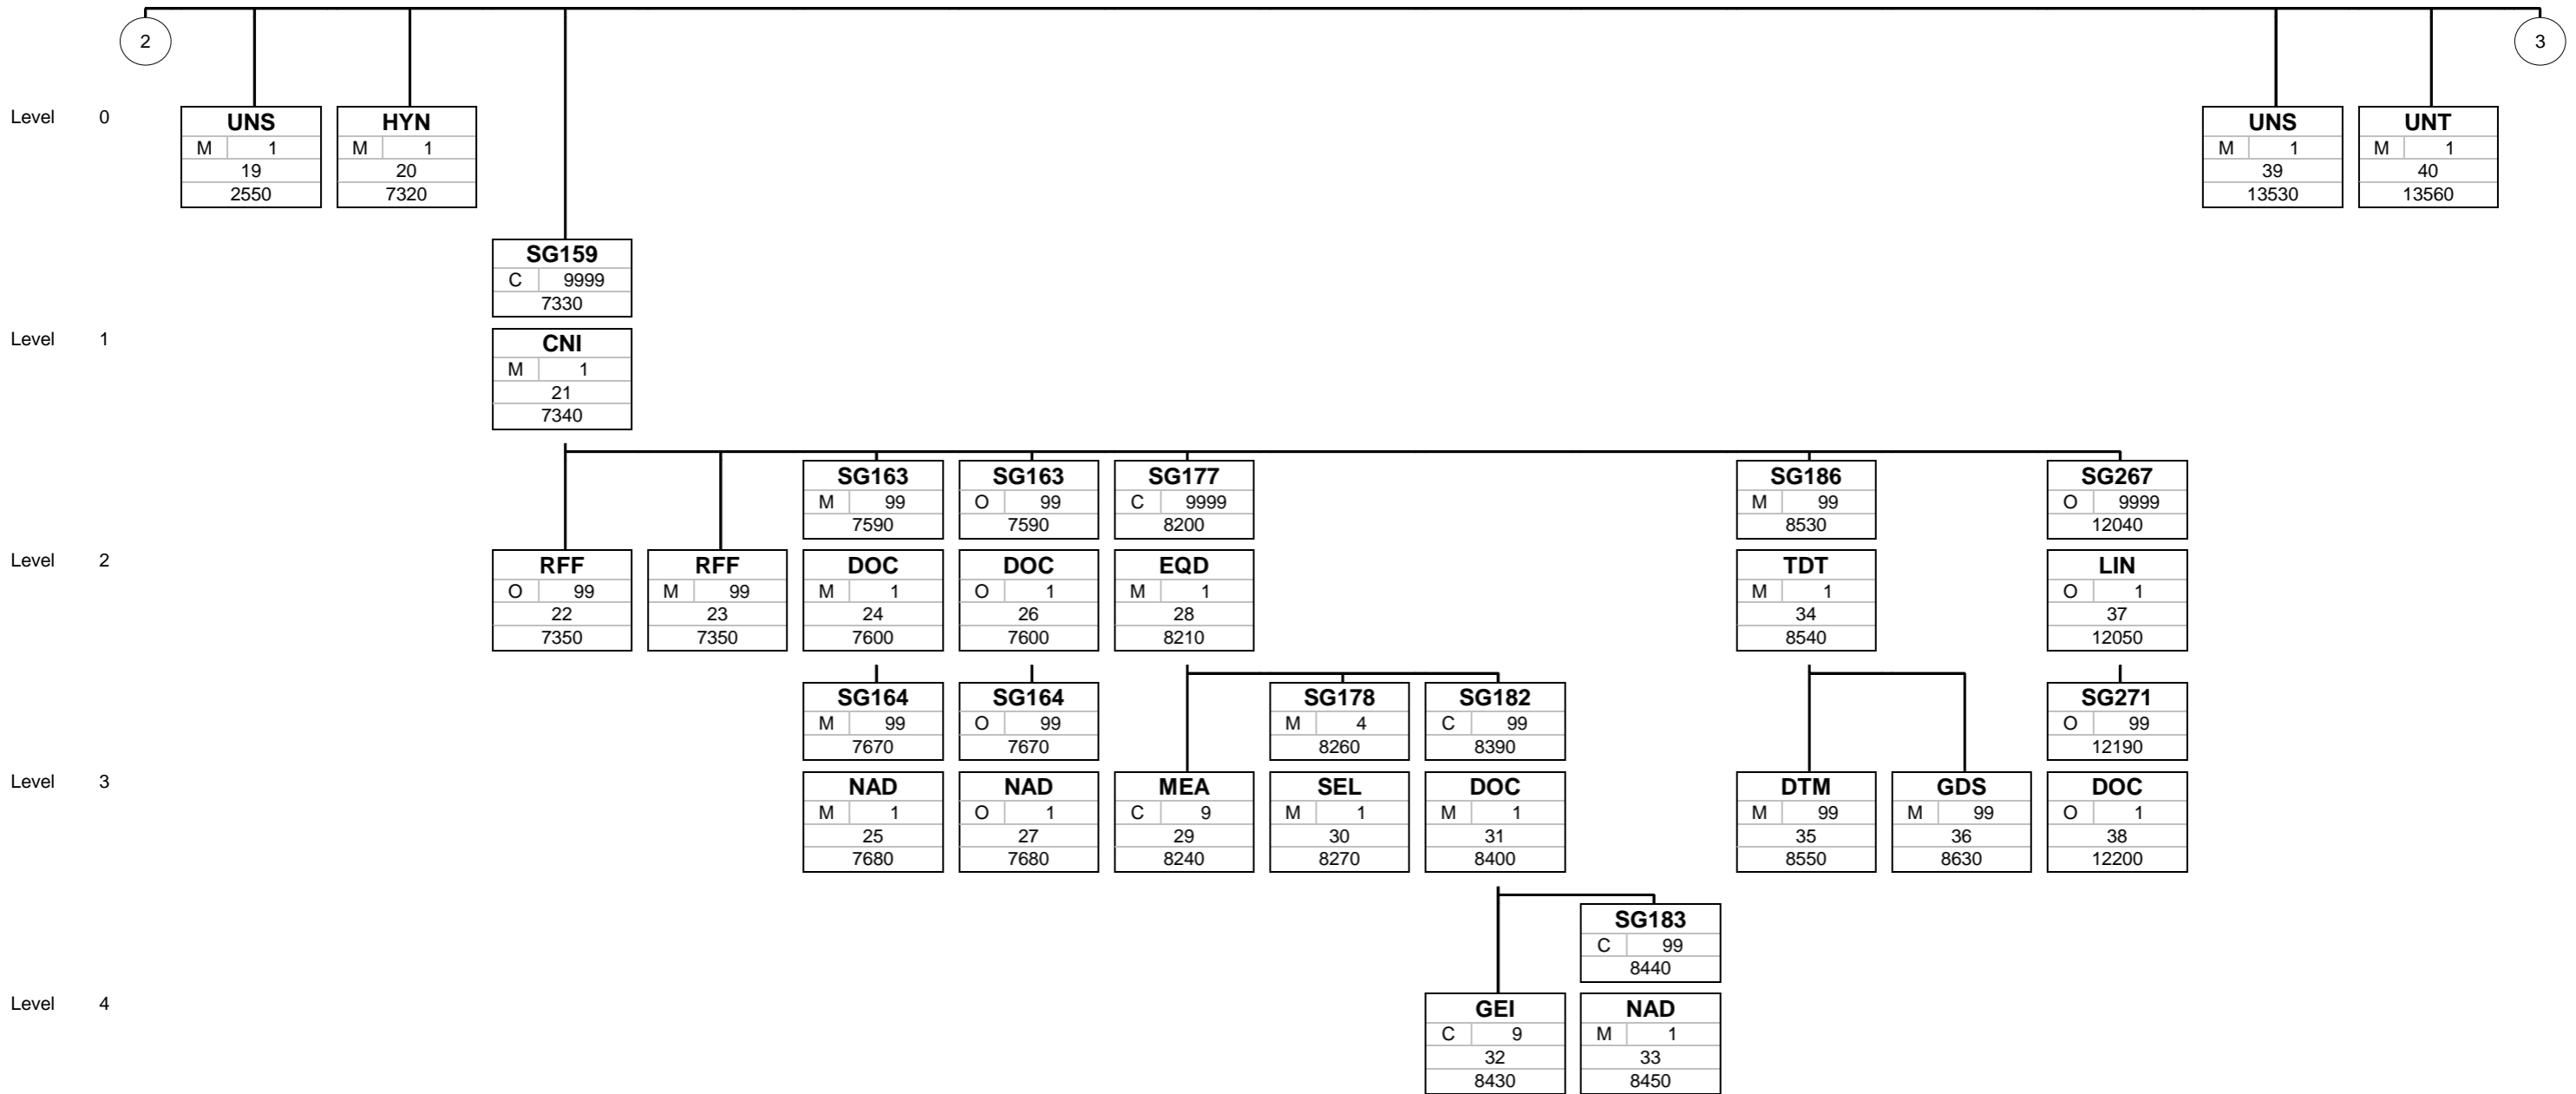 2
3
Level 0
UNS
M 1
19
2550
HYN
M 1
20
7320
UNS
M 1
39
13530
UNT
M 1
40
13560
SG159
C 9999
7330
Level 1
CNI
M 1
21
7340
SG163
M 99
7590
SG163
O 99
7590
SG177
C 9999
8200
SG186
M 99
8530
SG267
O 9999
12040
Level 2
RFF
O 99
22
7350
RFF
M 99
23
7350
DOC
M 1
24
7600
DOC
O 1
26
7600
EQD
M 1
28
8210
TDT
M 1
34
8540
LIN
O 1
37
12050
SG164
M 99
7670
SG164
O 99
7670
SG178
M 4
8260
SG182
C 99
8390
SG271
O 99
12190
Level 3
NAD
M 1
25
7680
NAD
O 1
27
7680
MEA
C 9
29
8240
SEL
M 1
30
8270
DOC
M 1
31
8400
DTM
M 99
35
8550
GDS
M 99
36
8630
DOC
O 1
38
12200
SG183
C 99
8440
Level 4
GEI
C 9
32
8430
NAD
M 1
33
8450